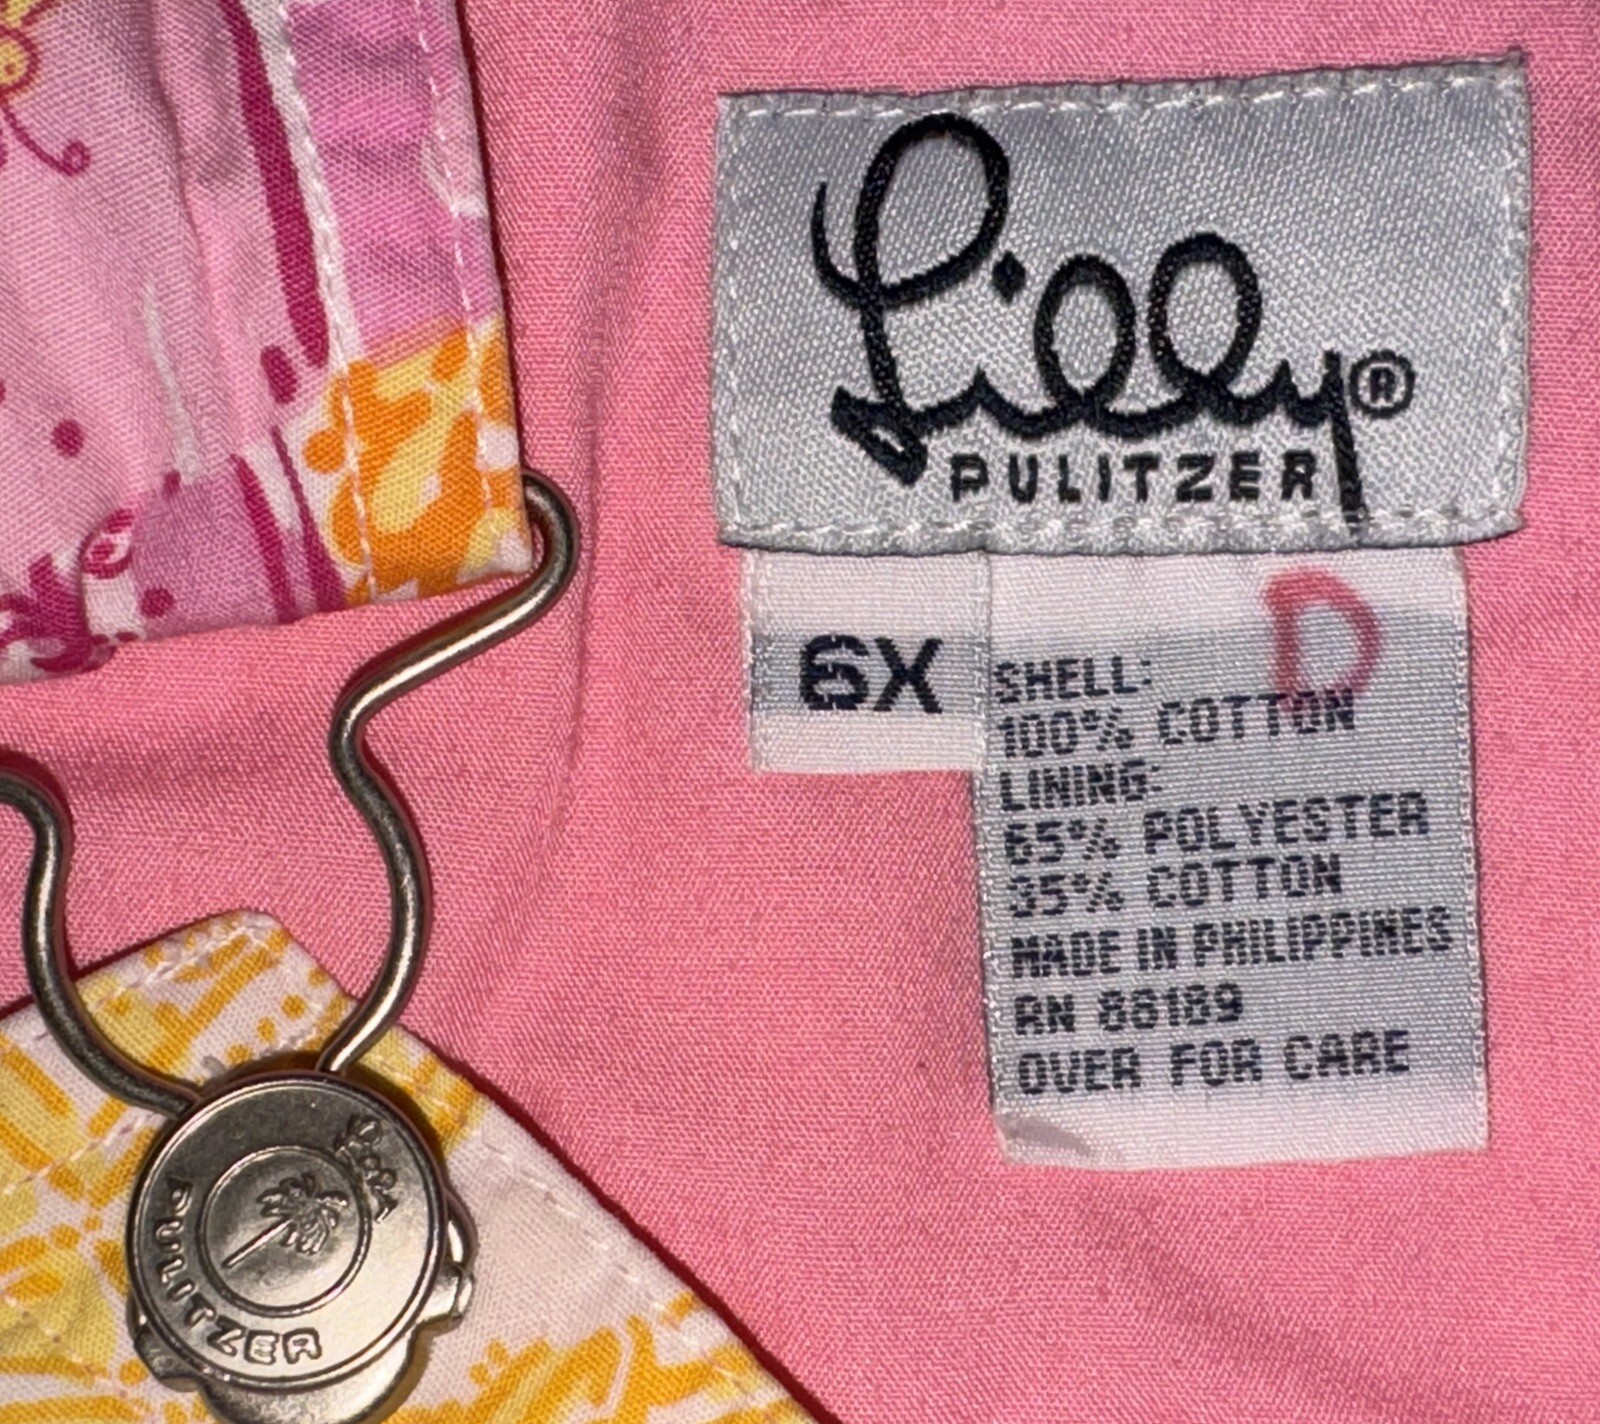 Lilly®
PULITZER
6X
D
SHELL:
100% COTTON
LINING:
65% POLYESTER
35% COTTON
MADE IN PHILIPPINES
RN 88189
OVER FOR CARE
Lilly
PULITZER